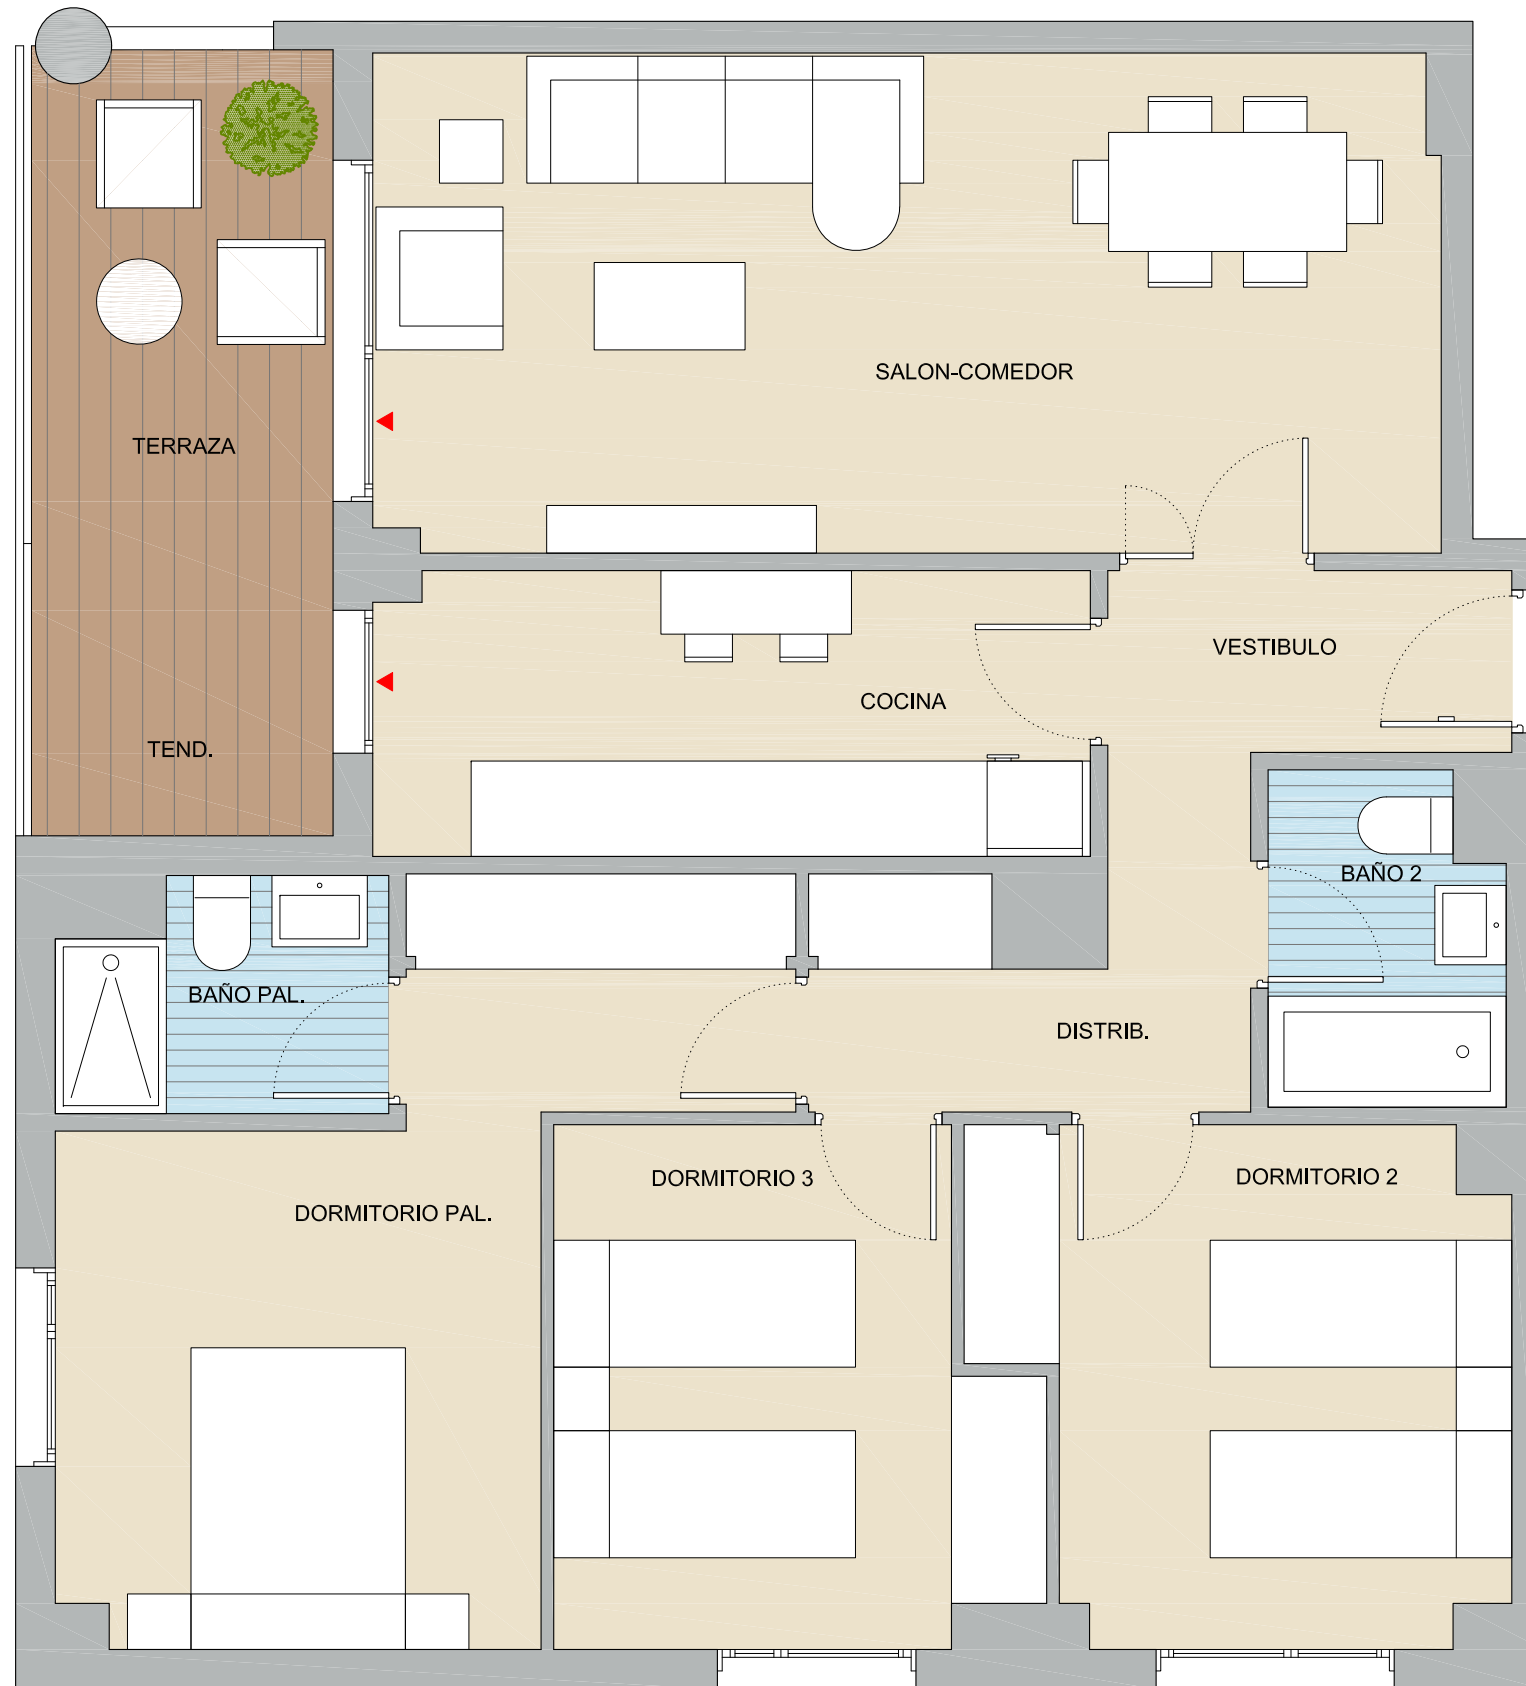 SALON-COMEDOR
TERRAZA
VESTIBULO
COCINA
TEND.
BAÑO 2
BAÑO PAL.
DISTRIB.
DORMITORIO 3
DORMITORIO 2
DORMITORIO PAL.